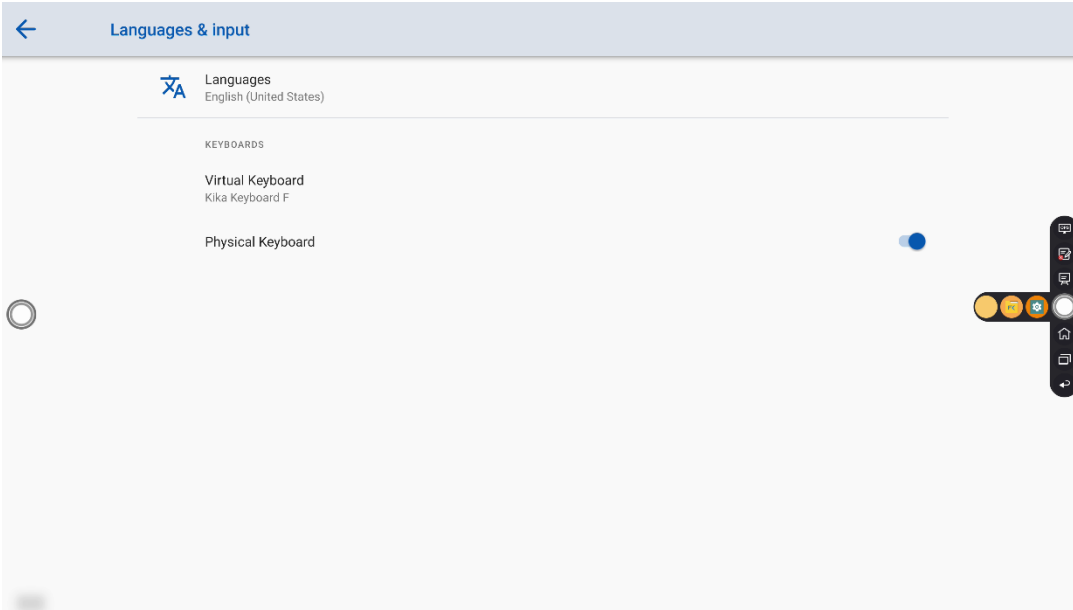 Languages & input
Languages
English (United States)
KEYBOARDS
Virtual Keyboard
Kika Keyboard F
Physical Keyboard